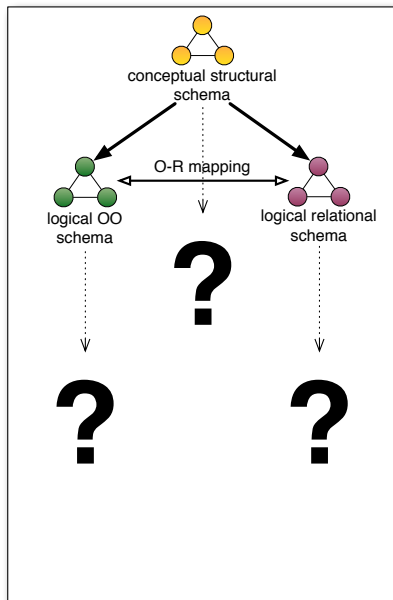 conceptual structural
schema
O-R mapping
logical OO
schema
logical relational
schema
?
?
?